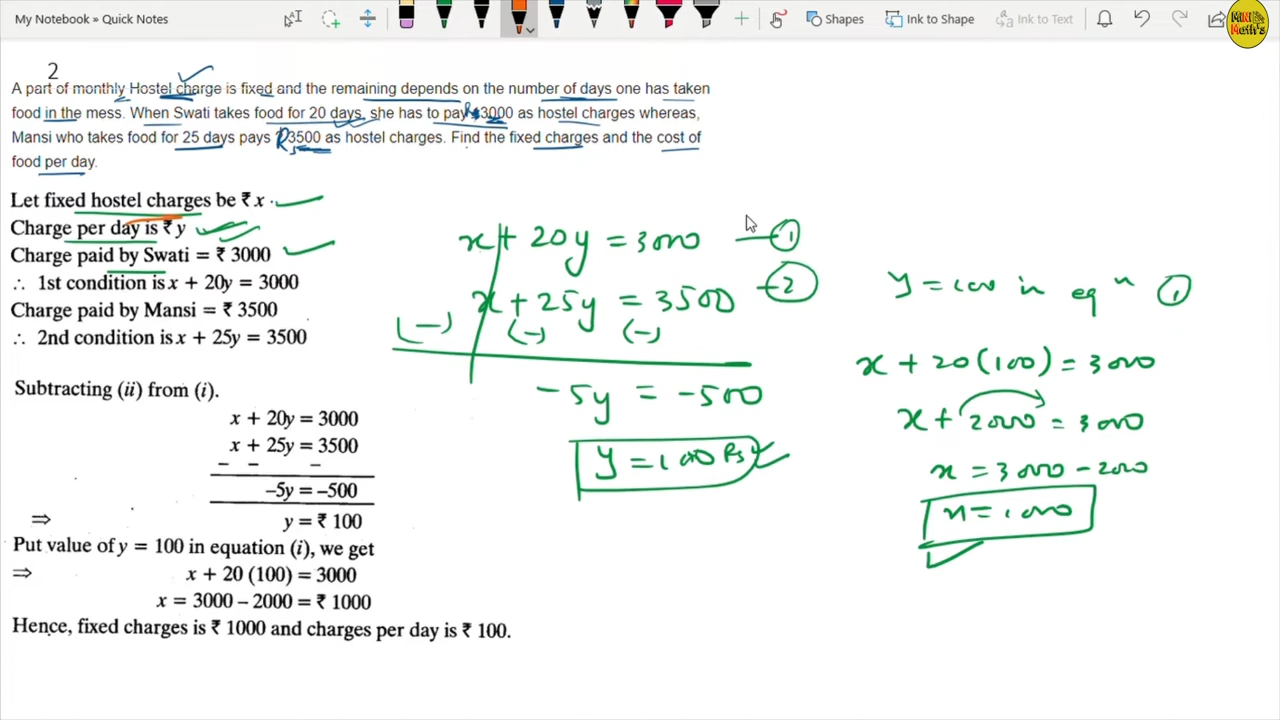 My Notebook » Quick Notes
Shapes
Ink to Shape
Ink to Text
MINI
Math's
2
A part of monthly Hostel charge is fixed and the remaining depends on the number of days one has taken
food in the mess. When Swati takes food for 20 days, she has to pay Rs 3000 as hostel charges whereas,
Mansi who takes food for 25 days pays Rs 3500 as hostel charges. Find the fixed charges and the cost of
food per day.
Let fixed hostel charges be ₹ x .
Charge per day is ₹ y
Charge paid by Swati = ₹ 3000
∴ 1st condition is x + 20y = 3000
Charge paid by Mansi = ₹ 3500
∴ 2nd condition is x + 25y = 3500
Subtracting (ii) from (i).
x + 20y = 3000
x + 25y = 3500
– – –
–5y = –500
⇒ y = ₹ 100
Put value of y = 100 in equation (i), we get
⇒ x + 20 (100) = 3000
x = 3000 – 2000 = ₹ 1000
Hence, fixed charges is ₹ 1000 and charges per day is ₹ 100.
x + 20y = 3000 — 1
x + 25y = 3500 — 2
(–) (–) (–)
– 5y = – 500
y = 100 Rs
y = 100 in eqn 1
x + 20(100) = 3000
x + 2000 = 3000
x = 3000 – 2000
x = 1000